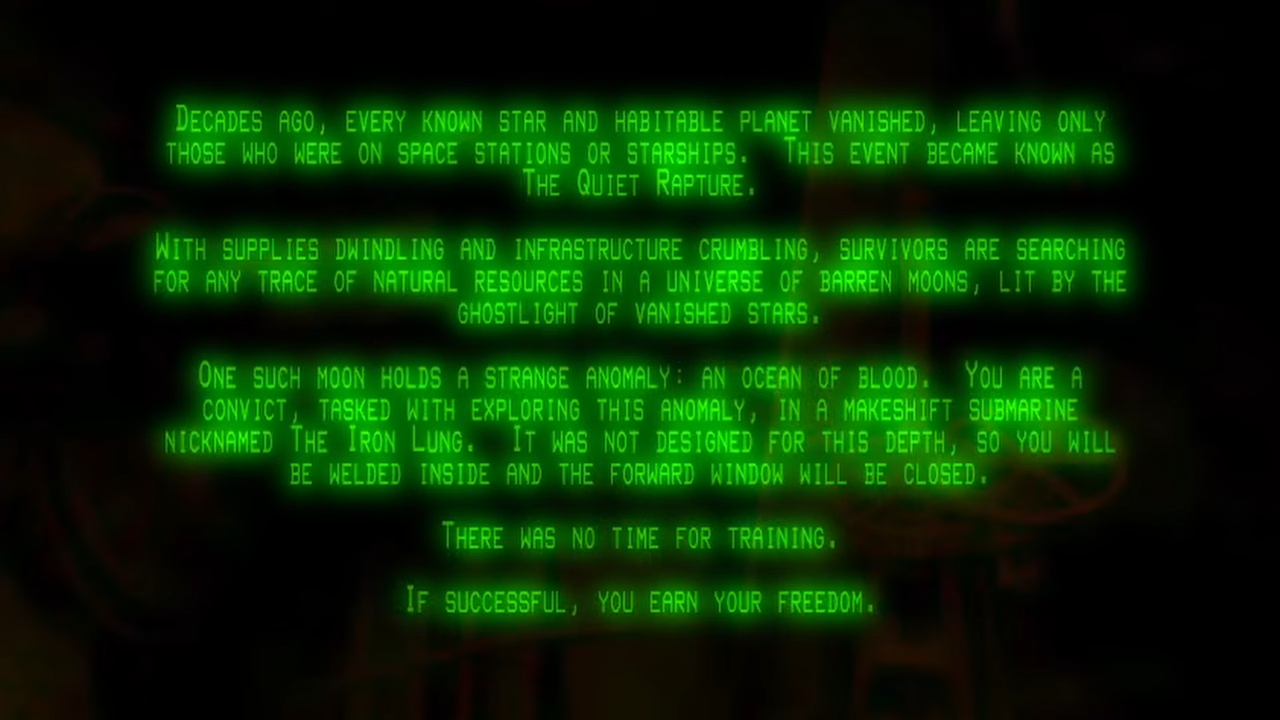 Decades ago, every known star and habitable planet vanished, leaving only
those who were on space stations or starships.  This event became known as
The Quiet Rapture.
With supplies dwindling and infrastructure crumbling, survivors are searching
for any trace of natural resources in a universe of barren moons, lit by the
ghostlight of vanished stars.
One such moon holds a strange anomaly: an ocean of blood.  You are a
convict, tasked with exploring this anomaly, in a makeshift submarine
nicknamed The Iron Lung.  It was not designed for this depth, so you will
be welded inside and the forward window will be closed.
There was no time for training.
If successful, you earn your freedom.